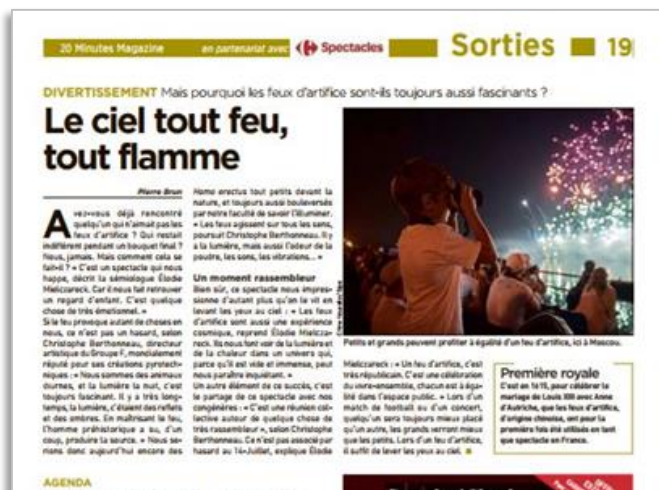 20 Minutes Magazine
en partenariat avec
Spectacles
Sorties
19
DIVERTISSEMENT Mais pourquoi les feux d'artifice sont-ils toujours aussi fascinants ?
Le ciel tout feu,
tout flamme
Pierre Brun
Avez-vous déjà rencontré
quelqu'un qui n'aimait pas les
feux d'artifice ? Qui restait
indifférent pendant un bouquet final ?
Nous, jamais. Mais comment cela se
fait-il ? « C'est un spectacle qui nous
happe, décrit la sémiologue Élodie
Mielczareck. Car il nous fait retrouver
un regard d'enfant. C'est quelque
chose de très émotionnel. »
Si le feu provoque autant de choses en
nous, ce n'est pas un hasard, selon
Christophe Berthonneau, directeur
artistique du Groupe F, mondialement
réputé pour ses créations pyrotech-
niques : « Nous sommes des animaux
diurnes, et la lumière la nuit, c'est
toujours fascinant. Il y a très long-
temps, la lumière, c'étaient des reflets
et des ombres. En maîtrisant le feu,
l'homme préhistorique a su, d'un
coup, produire la source. » Nous se-
rions donc aujourd'hui encore des
Homo erectus tout petits devant la
nature, et toujours aussi bouleversés
par notre faculté de savoir l'illuminer.
« Les feux agissent sur tous les sens,
poursuit Christophe Berthonneau. Il y
a la lumière, mais aussi l'odeur de la
poudre, les sons, les vibrations... »
Un moment rassembleur
Bien sûr, ce spectacle nous impres-
sionne d'autant plus qu'on le vit en
levant les yeux au ciel : « Les feux
d'artifice sont aussi une expérience
cosmique, reprend Élodie Mielczar-
eck. Ils nous font voir de la lumière et
de la chaleur dans un univers qui,
parce qu'il est vide et immense, peut
nous paraître inquiétant. »
Un autre élément de ce succès, c'est
le partage de ce spectacle avec nos
congénères : « C'est une réunion col-
lective autour de quelque chose de
très rassembleur », selon Christophe
Berthonneau. Ce n'est pas associé par
hasard au 14-Juillet, explique Élodie
Petits et grands peuvent profiter à égalité d'un feu d'artifice, ici à Moscou.
Mielczareck : « Un feu d'artifice, c'est
très républicain. C'est une célébration
du vivre-ensemble, chacun est à éga-
lité dans l'espace public. » Lors d'un
match de football ou d'un concert,
quelqu'un sera toujours mieux placé
qu'un autre, les grands verront mieux
que les petits. Lors d'un feu d'artifice,
il suffit de lever les yeux au ciel.
Première royale
C'est en 1615, pour célébrer le
mariage de Louis XIII avec Anne
d'Autriche, que les feux d'artifice,
d'origine chinoise, ont pour la
première fois été utilisés en tant
que spectacle en France.
AGENDA